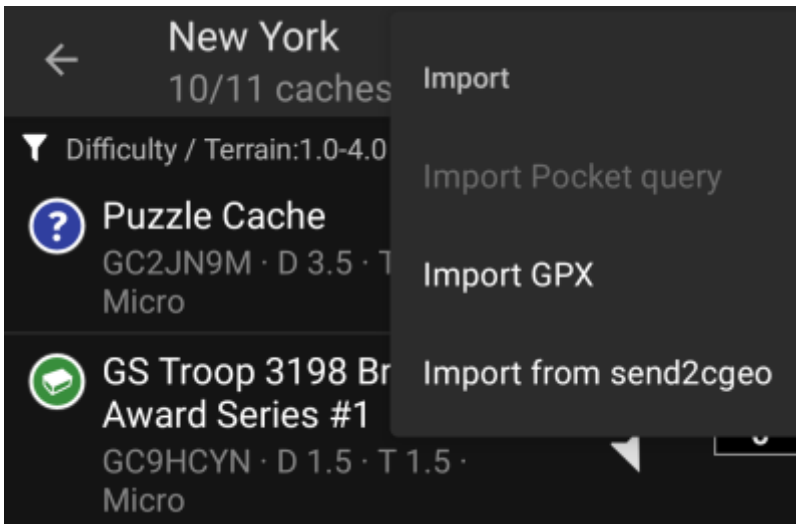 New York
10/11 caches
Difficulty / Terrain:1.0-4.0
?
Puzzle Cache
GC2JN9M · D 3.5 · T
Micro
GS Troop 3198 Br
Award Series #1
GC9HCYN · D 1.5 · T 1.5 ·
Micro
Import
Import Pocket query
Import GPX
Import from send2cgeo